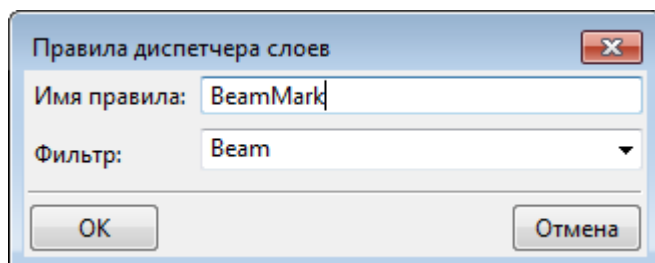 Правила диспетчера слоев
Имя правила: BeamMark
Фильтр: Beam
OK Отмена